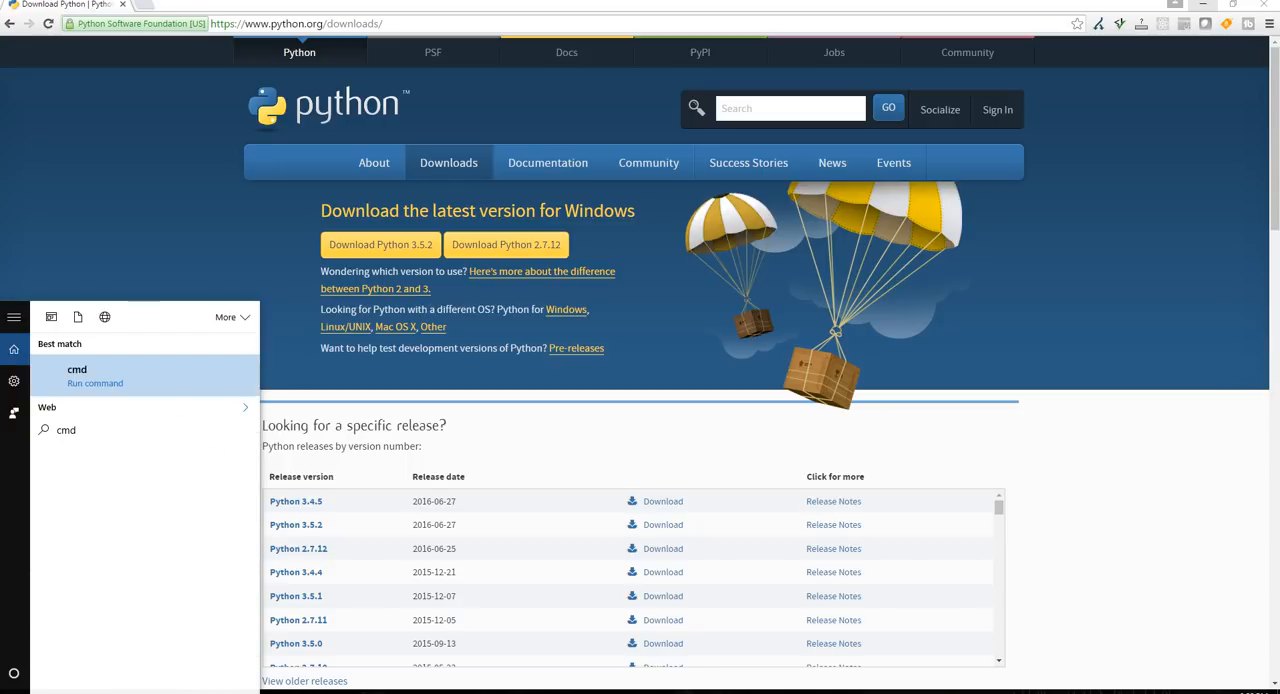 Download Python | Pytho
Python Software Foundation [US] https://www.python.org/downloads/
Python PSF Docs PyPI Jobs Community
python™
Search GO Socialize Sign In
About Downloads Documentation Community Success Stories News Events
Download the latest version for Windows
Download Python 3.5.2 Download Python 2.7.12
Wondering which version to use? Here's more about the difference
between Python 2 and 3.
Looking for Python with a different OS? Python for Windows,
Linux/UNIX, Mac OS X, Other
Want to help test development versions of Python? Pre-releases
More
Best match
cmd
Run command
Web
cmd
Looking for a specific release?
Python releases by version number:
Release version Release date Click for more
Python 3.4.5 2016-06-27 Download Release Notes
Python 3.5.2 2016-06-27 Download Release Notes
Python 2.7.12 2016-06-25 Download Release Notes
Python 3.4.4 2015-12-21 Download Release Notes
Python 3.5.1 2015-12-07 Download Release Notes
Python 2.7.11 2015-12-05 Download Release Notes
Python 3.5.0 2015-09-13 Download Release Notes
View older releases